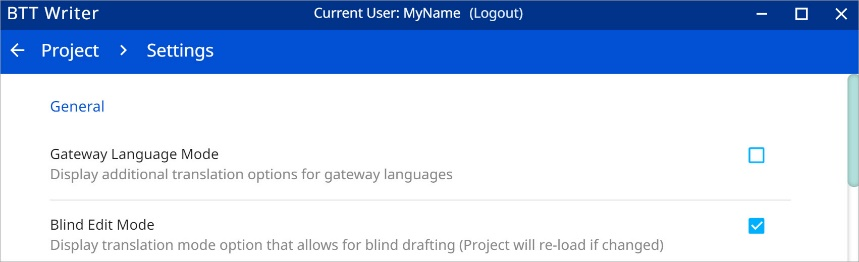 BTT Writer Current User: MyName (Logout)
Project > Settings
General
Gateway Language Mode
Display additional translation options for gateway languages
Blind Edit Mode
Display translation mode option that allows for blind drafting (Project will re-load if changed)